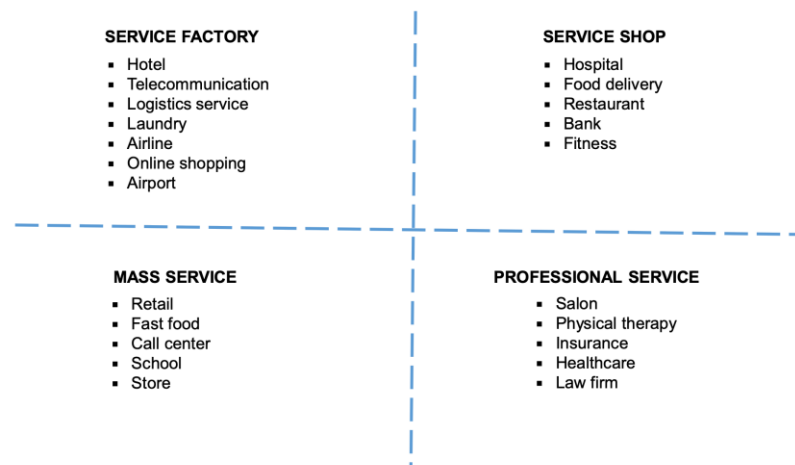 SERVICE FACTORY
▪ Hotel
▪ Telecommunication
▪ Logistics service
▪ Laundry
▪ Airline
▪ Online shopping
▪ Airport
SERVICE SHOP
▪ Hospital
▪ Food delivery
▪ Restaurant
▪ Bank
▪ Fitness
MASS SERVICE
▪ Retail
▪ Fast food
▪ Call center
▪ School
▪ Store
PROFESSIONAL SERVICE
▪ Salon
▪ Physical therapy
▪ Insurance
▪ Healthcare
▪ Law firm